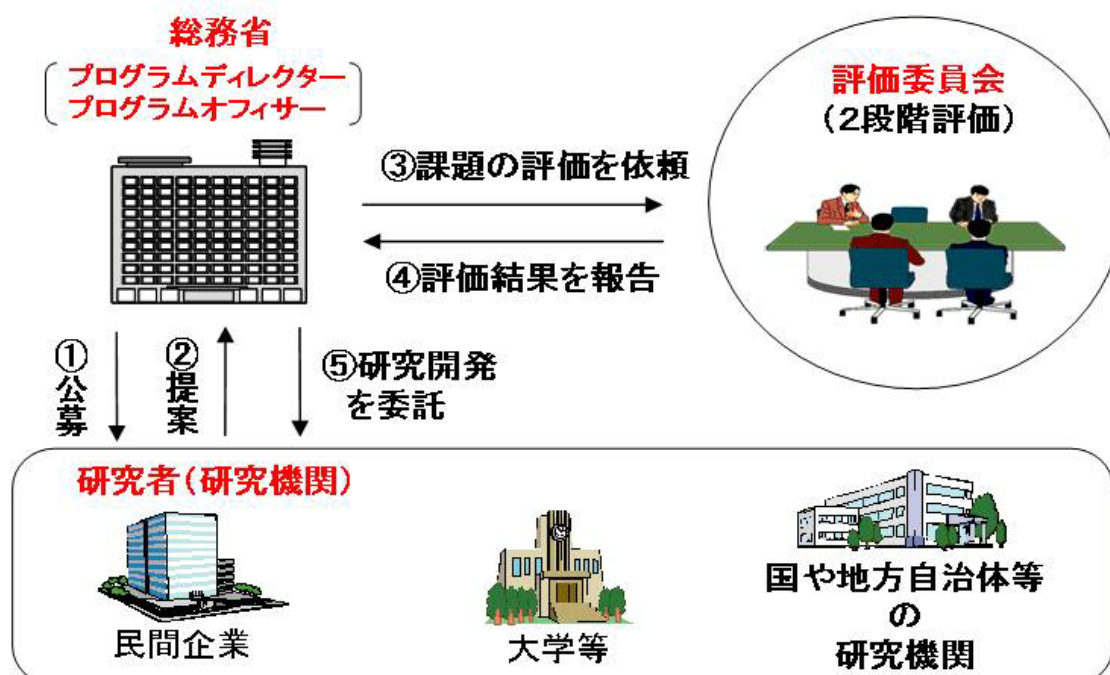 総務省
プログラムディレクター
プログラムオフィサー
評価委員会
(2段階評価)
③課題の評価を依頼
④評価結果を報告
①公募
②提案
⑤研究開発
を委託
研究者(研究機関)
民間企業
大学等
国や地方自治体等
の
研究機関